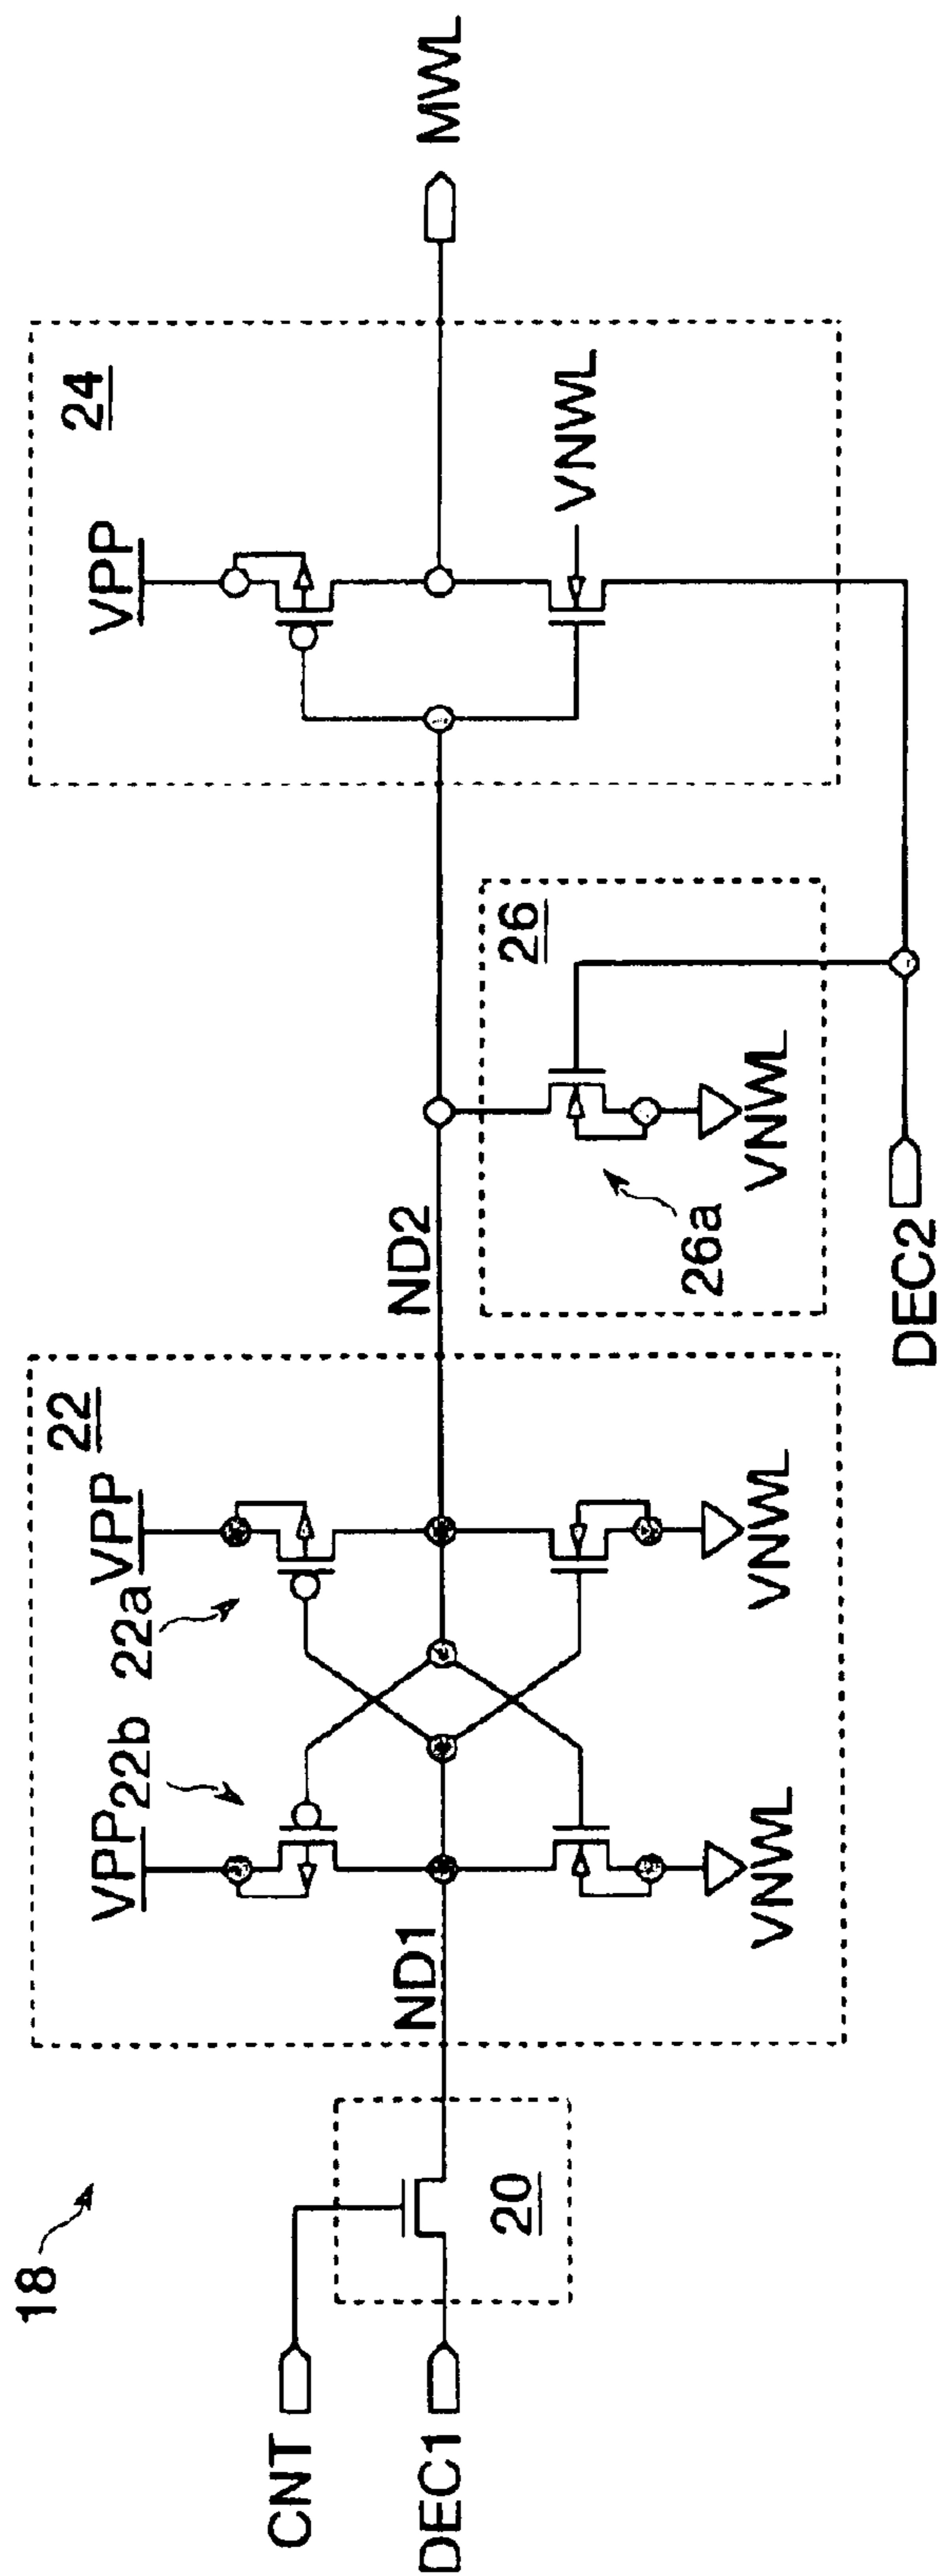 18
CNT
DEC1
20
ND1
22
VPP
22b
22a
VPP
VNWL
VNWL
ND2
26
26a
VNWL
DEC2
24
VPP
VNWL
MWL